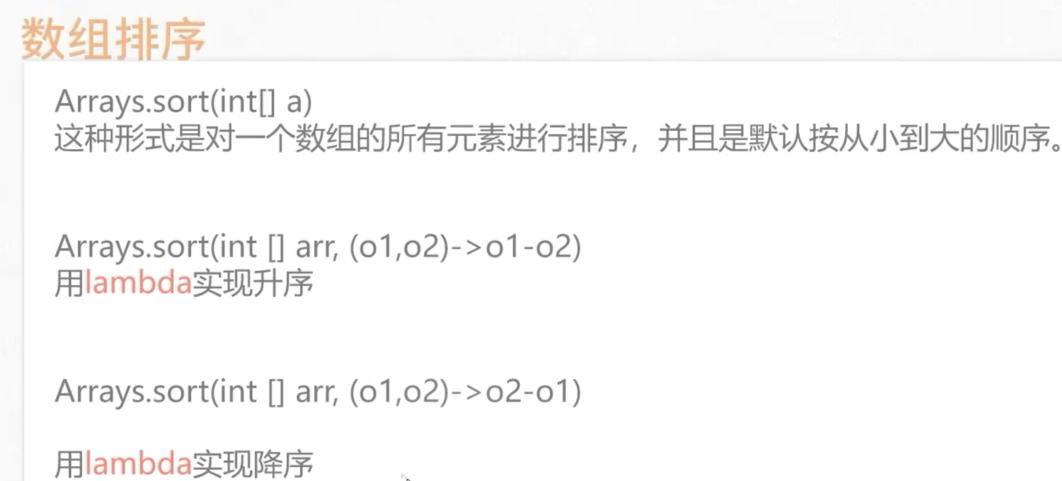 数组排序
Arrays.sort(int[] a)
这种形式是对一个数组的所有元素进行排序，并且是默认按从小到大的顺序。
Arrays.sort(int [] arr, (o1,o2)->o1-o2)
用lambda实现升序
Arrays.sort(int [] arr, (o1,o2)->o2-o1)
用lambda实现降序